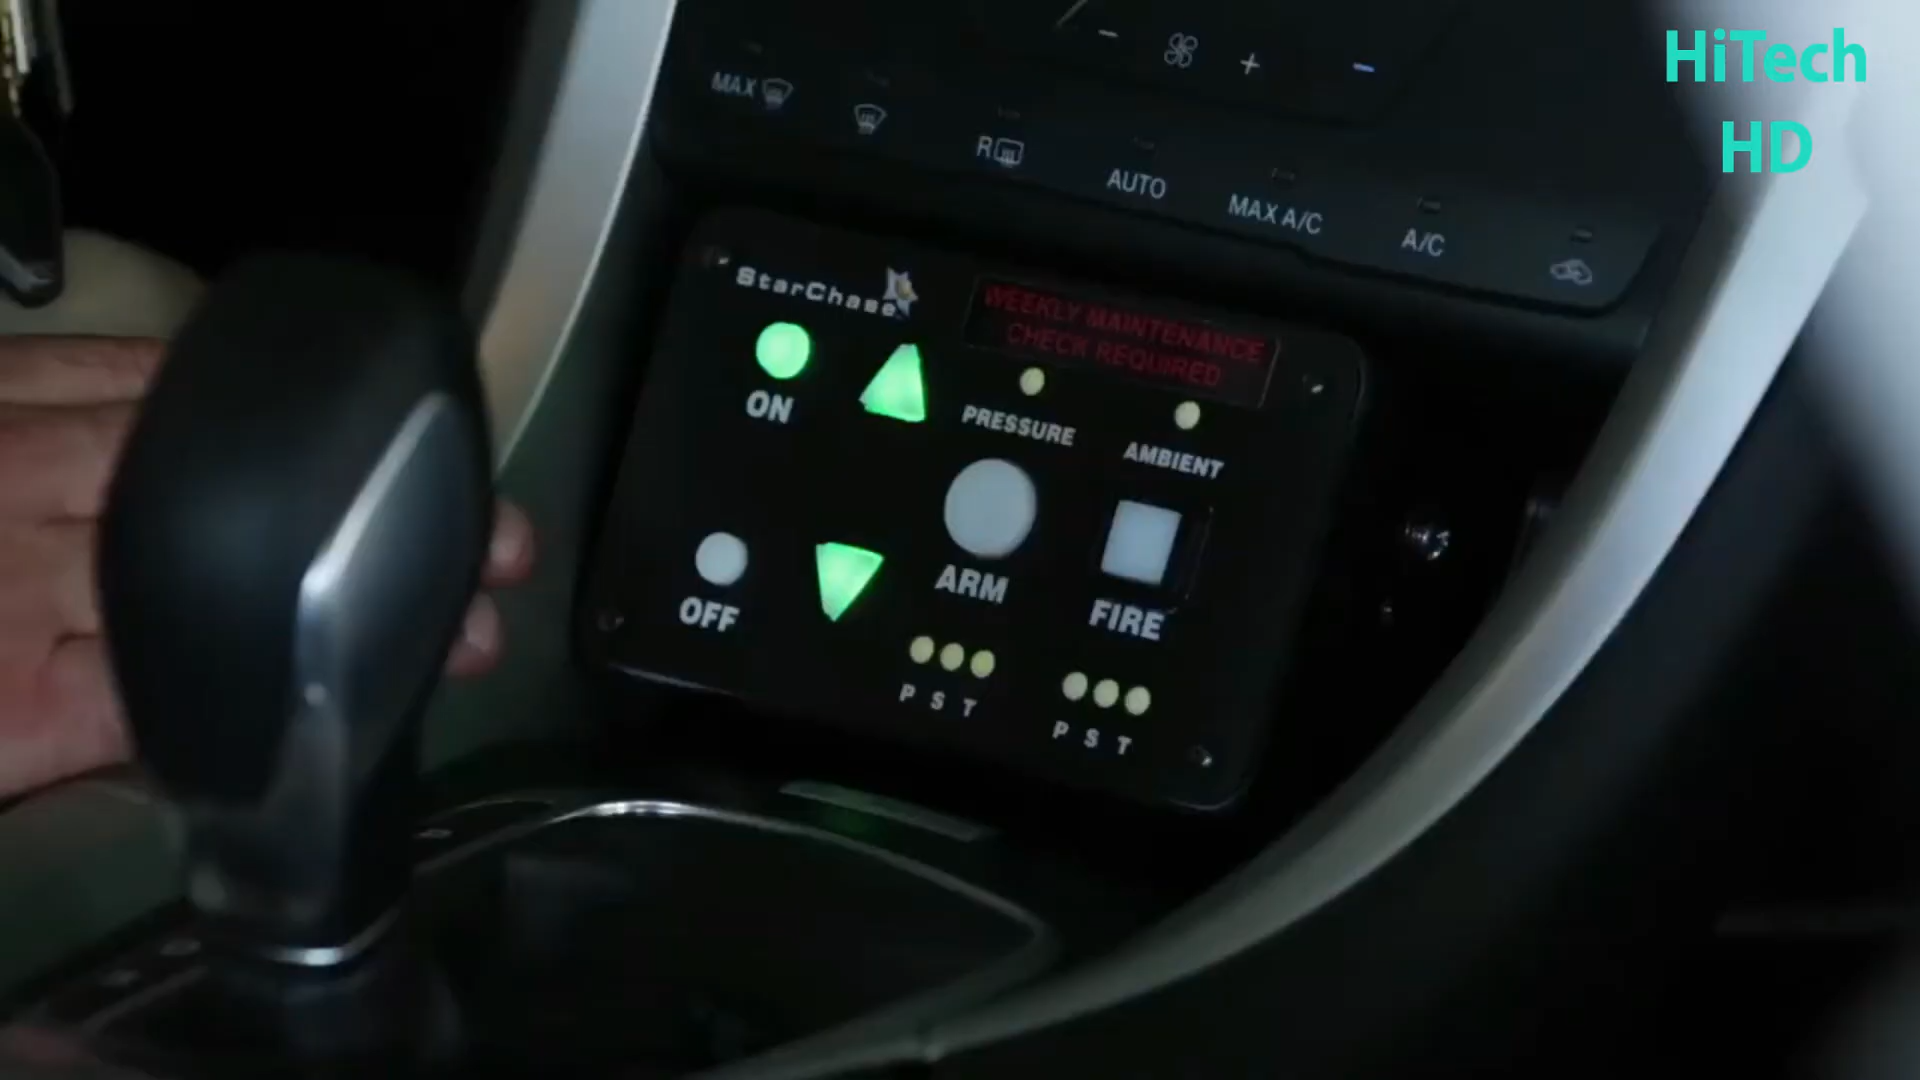 HiTech
HD
MAX
R
AUTO
MAX A/C
A/C
StarChase
WEEKLY MAINTENANCE
CHECK REQUIRED
ON
PRESSURE
AMBIENT
OFF
ARM
FIRE
P S T
P S T